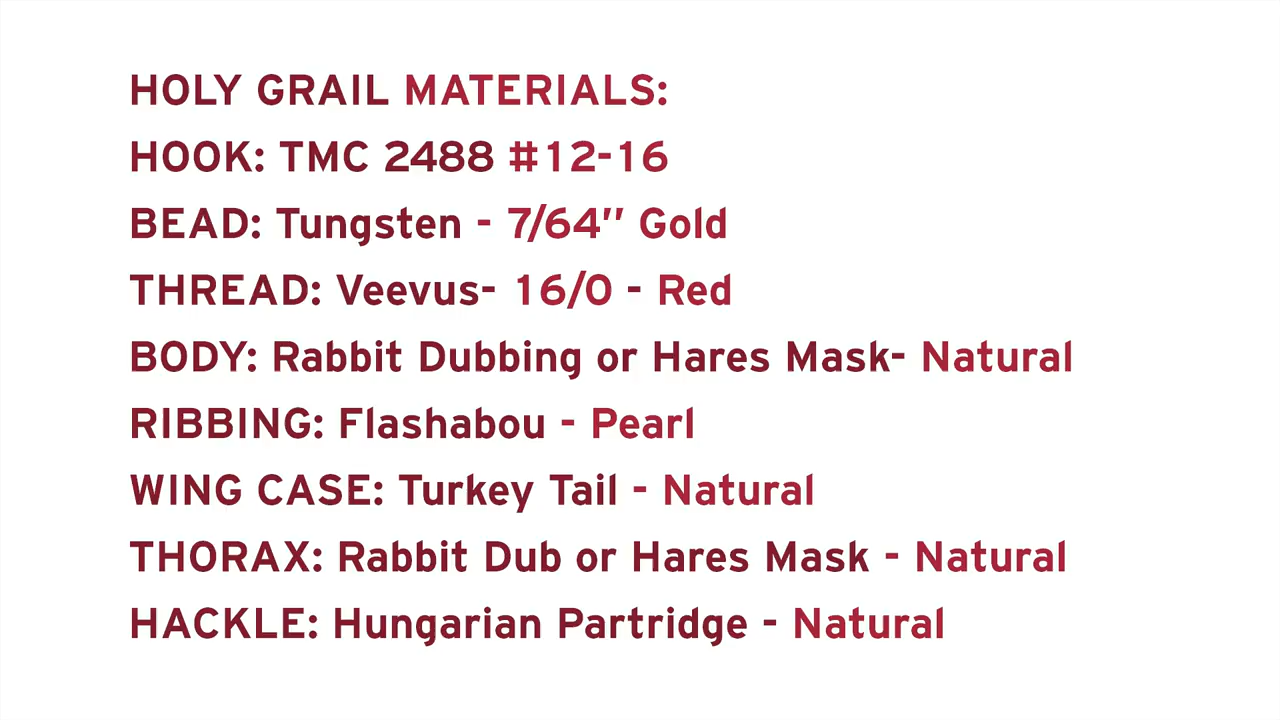 HOLY GRAIL MATERIALS:
HOOK: TMC 2488 #12-16
BEAD: Tungsten - 7/64" Gold
THREAD: Veevus- 16/0 - Red
BODY: Rabbit Dubbing or Hares Mask- Natural
RIBBING: Flashabou - Pearl
WING CASE: Turkey Tail - Natural
THORAX: Rabbit Dub or Hares Mask - Natural
HACKLE: Hungarian Partridge - Natural